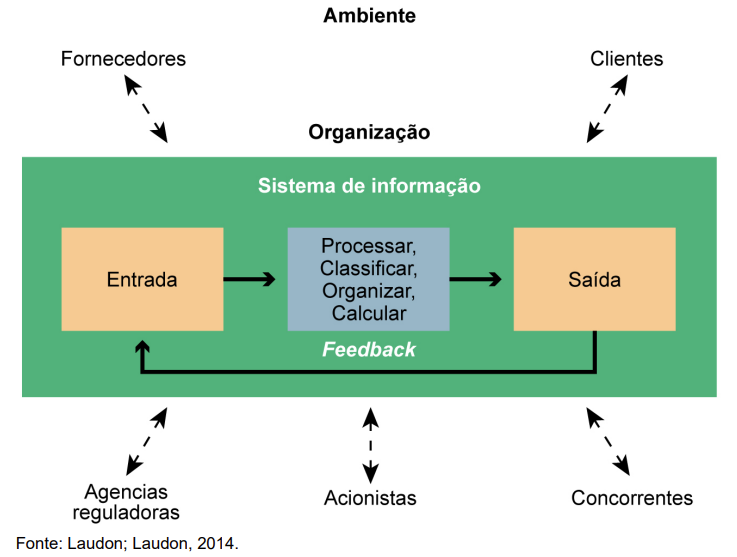 Ambiente
Fornecedores
Clientes
Organização
Sistema de informação
Entrada
Processar,
Classificar,
Organizar,
Calcular
Saída
Feedback
Agencias
reguladoras
Acionistas
Concorrentes
Fonte: Laudon; Laudon, 2014.